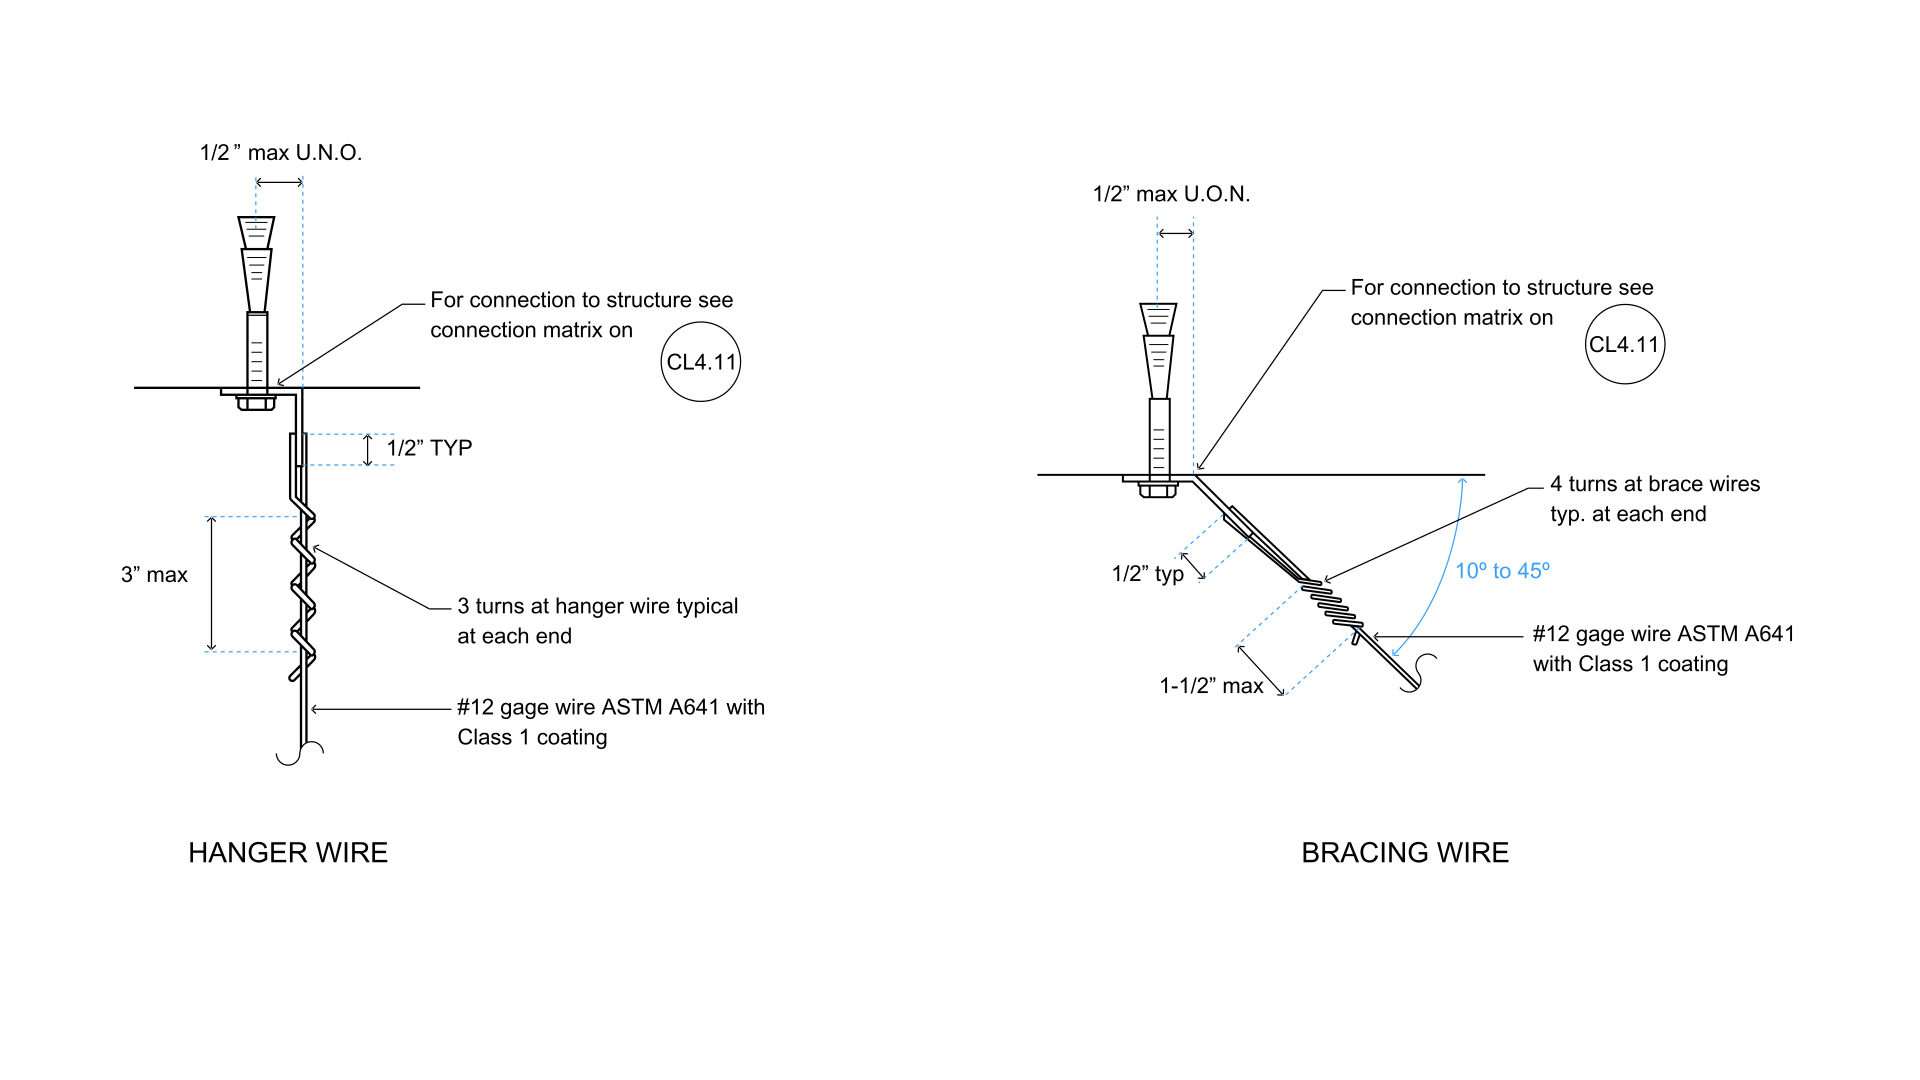 1/2 ” max U.N.O.
For connection to structure see
connection matrix on
CL4.11
1/2” TYP
3” max
3 turns at hanger wire typical
at each end
#12 gage wire ASTM A641 with
Class 1 coating
HANGER WIRE
1/2” max U.O.N.
For connection to structure see
connection matrix on
CL4.11
4 turns at brace wires
typ. at each end
1/2” typ
10º to 45º
#12 gage wire ASTM A641
with Class 1 coating
1-1/2” max
BRACING WIRE